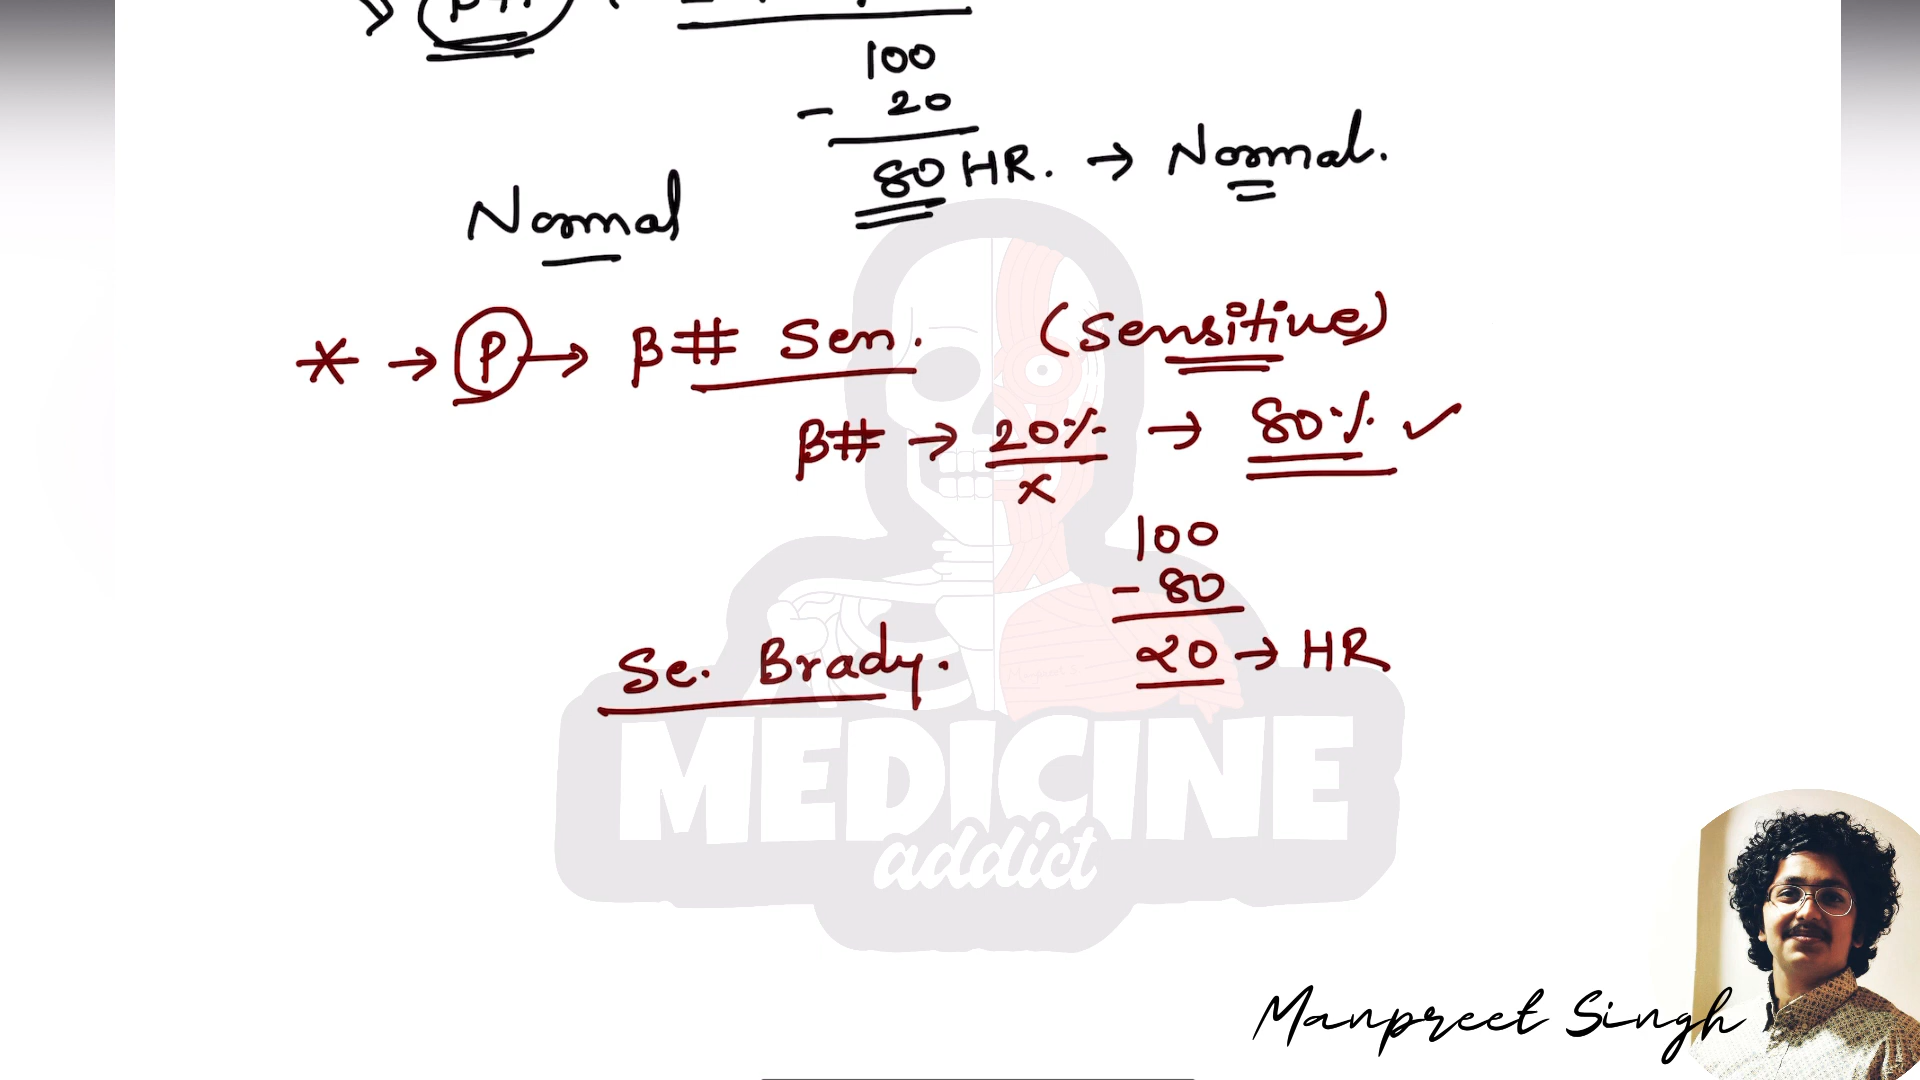 100
- 20
80 HR. → Normal.
Normal
* → P → β# Sen. (Sensitive)
β# → 20% → 80% ✓
x
100
- 80
20 → HR
Se. Brady.
MEDICINE
addict
Manpreet Singh